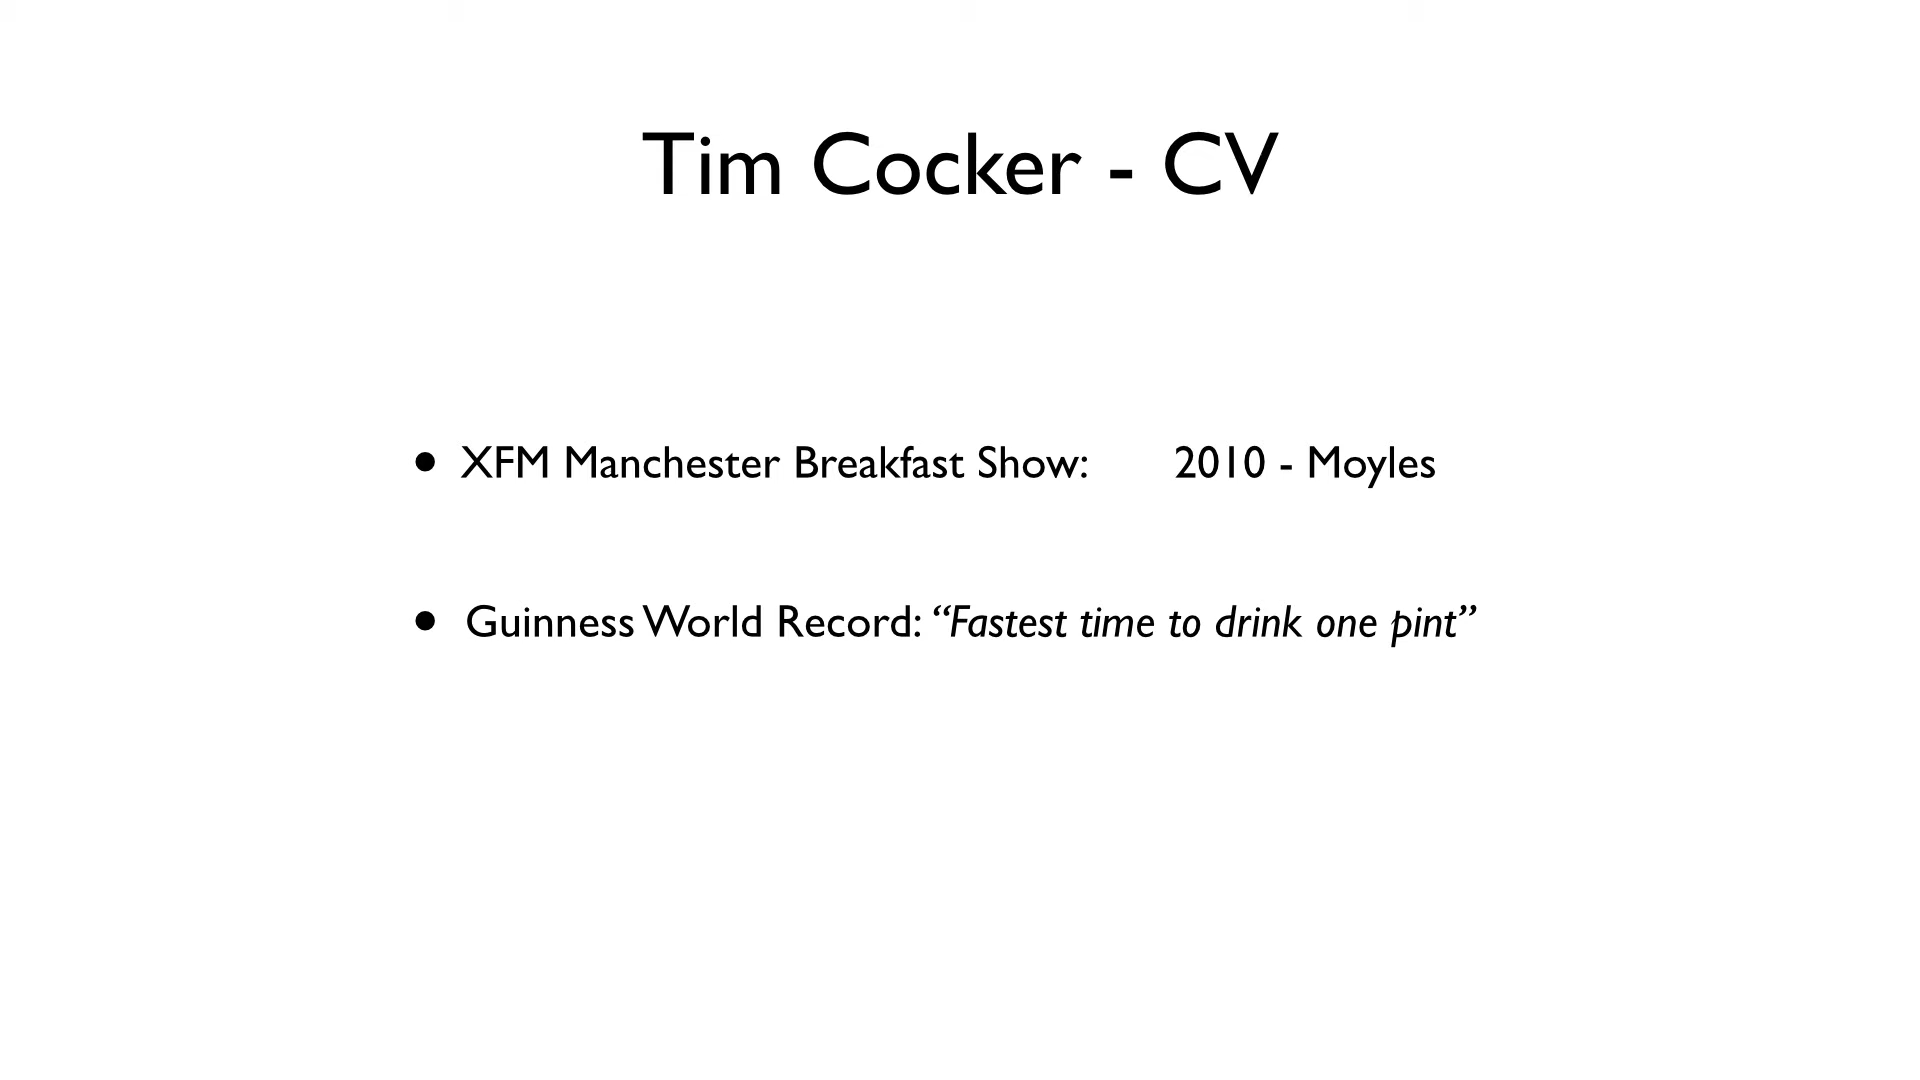 Tim Cocker - CV
• XFM Manchester Breakfast Show: 2010 - Moyles
• Guinness World Record: “Fastest time to drink one pint”